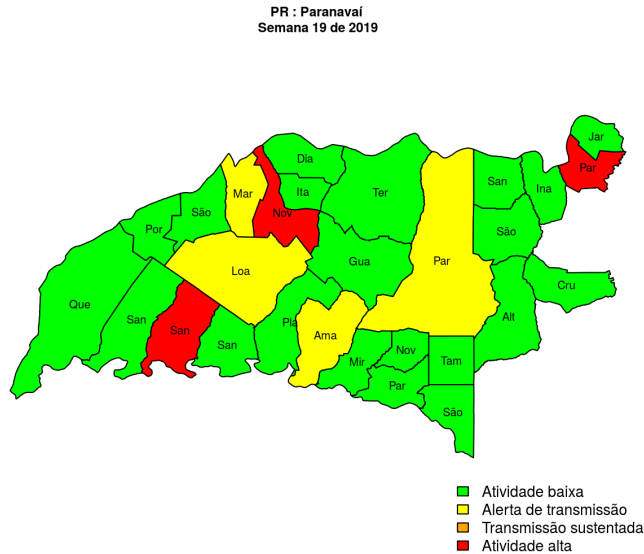 PR : Paranavaí
Semana 19 de 2019
Jar
Par
Dia
Mar
Ita
Ter
San
Ina
Nov
São
Por
São
Loa
Gua
Par
Cru
Que
San
San
San
Pla
Ama
Alt
Mir
Nov
Tam
Par
São
Atividade baixa
Alerta de transmissão
Transmissão sustentada
Atividade alta